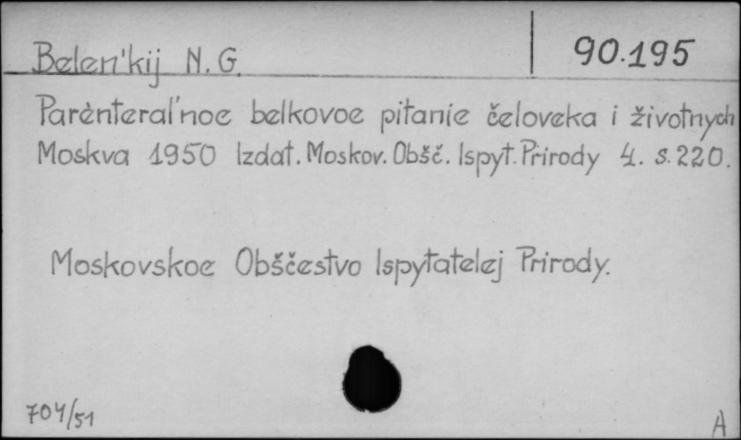 Belen'kij N. G. 90.195
Parènteral'noe belkovoe pitanie čeloveka i životnych
Moskva 1950 Izdat. Moskov. Obšč. Ispyt. Prirody 4. s. 220.
Moskovskoe Obščestvo Ispytatelej Prirody.
704/51 A